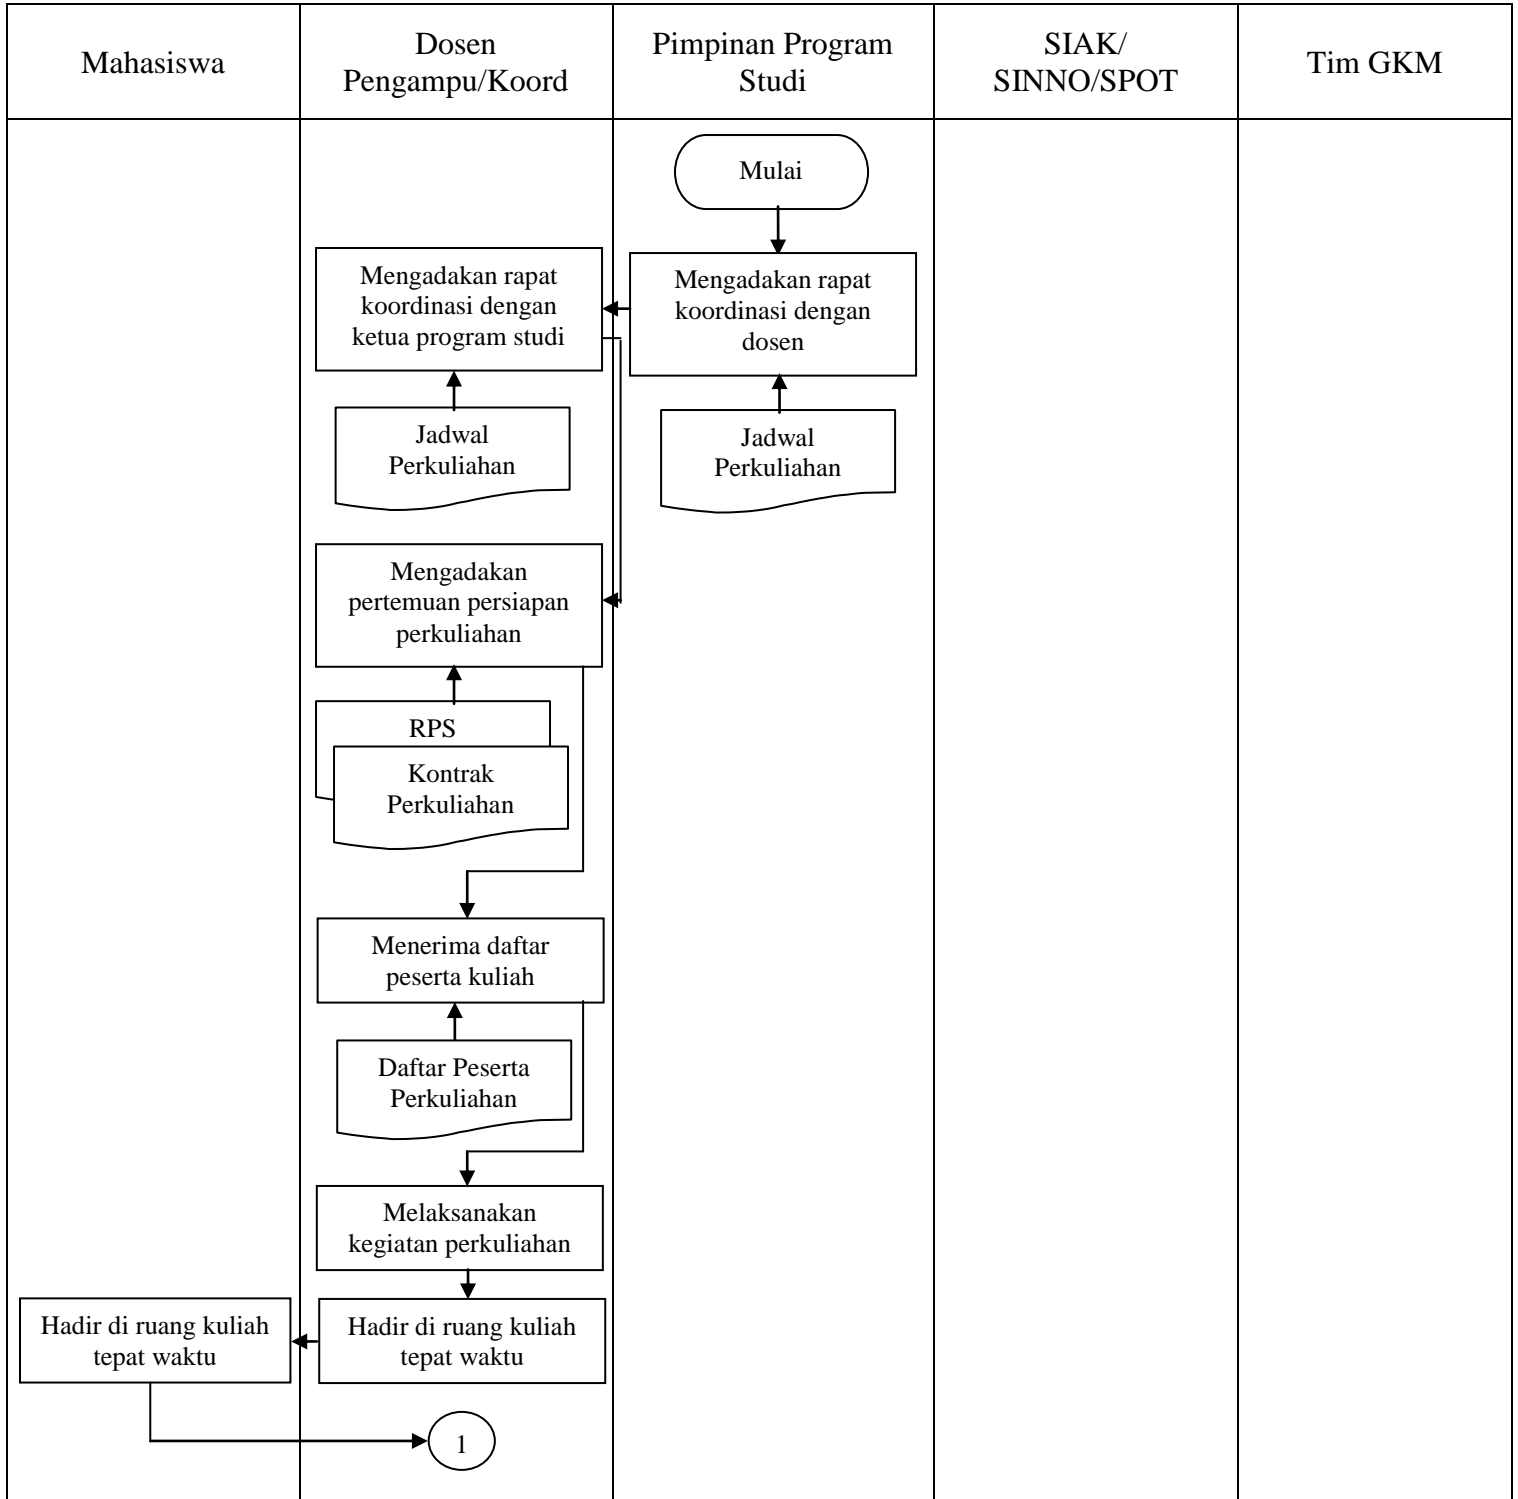 Mahasiswa
Dosen
Pengampu/Koord
Pimpinan Program
Studi
SIAK/
SINNO/SPOT
Tim GKM
Mulai
Mengadakan rapat
koordinasi dengan
ketua program studi
Mengadakan rapat
koordinasi dengan
dosen
Jadwal
Perkuliahan
Jadwal
Perkuliahan
Mengadakan
pertemuan persiapan
perkuliahan
RPS
Kontrak
Perkuliahan
Menerima daftar
peserta kuliah
Daftar Peserta
Perkuliahan
Melaksanakan
kegiatan perkuliahan
Hadir di ruang kuliah
tepat waktu
Hadir di ruang kuliah
tepat waktu
1